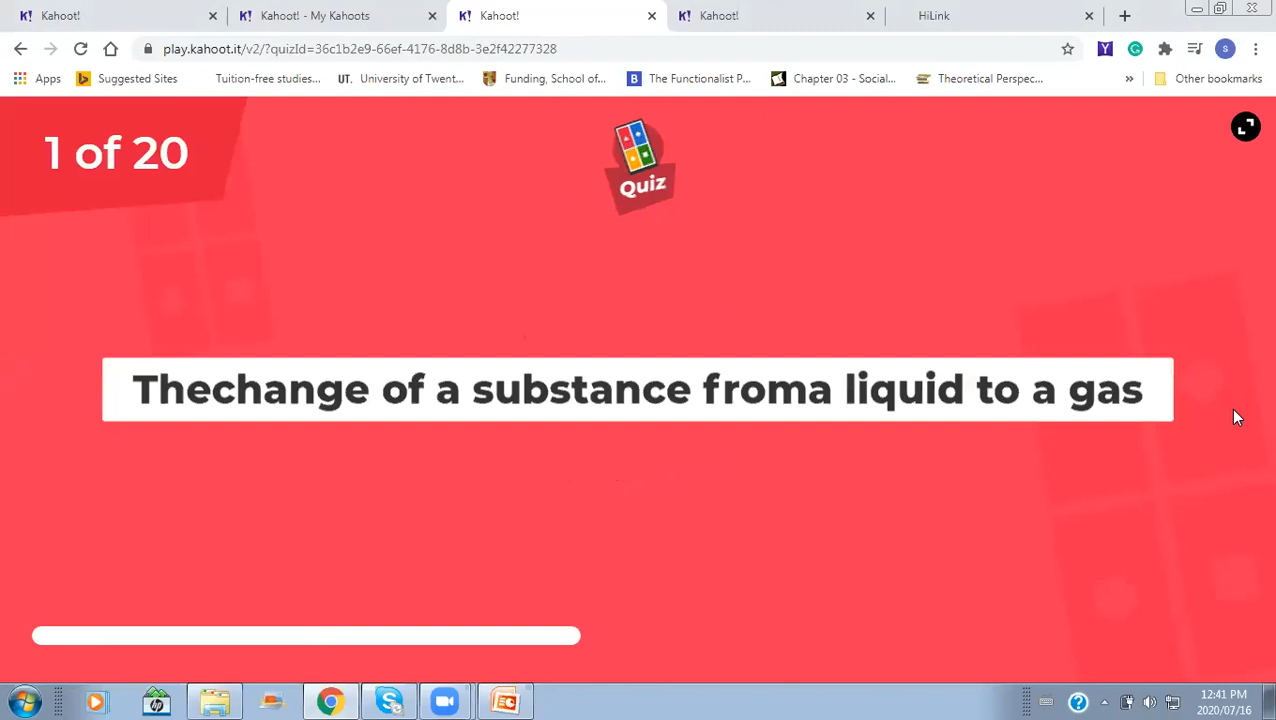 Kahoot!
Kahoot! - My Kahoots
Kahoot!
Kahoot!
HiLink
play.kahoot.it/v2/?quizId=36c1b2e9-66ef-4176-8d8b-3e2f42277328
Y
G
s
Apps
Suggested Sites
Tuition-free studies...
UT. University of Twent...
Funding, School of...
B The Functionalist P...
Chapter 03 - Social...
Theoretical Perspec...
Other bookmarks
1 of 20
Quiz
Thechange of a substance froma liquid to a gas
12:41 PM
2020/07/16